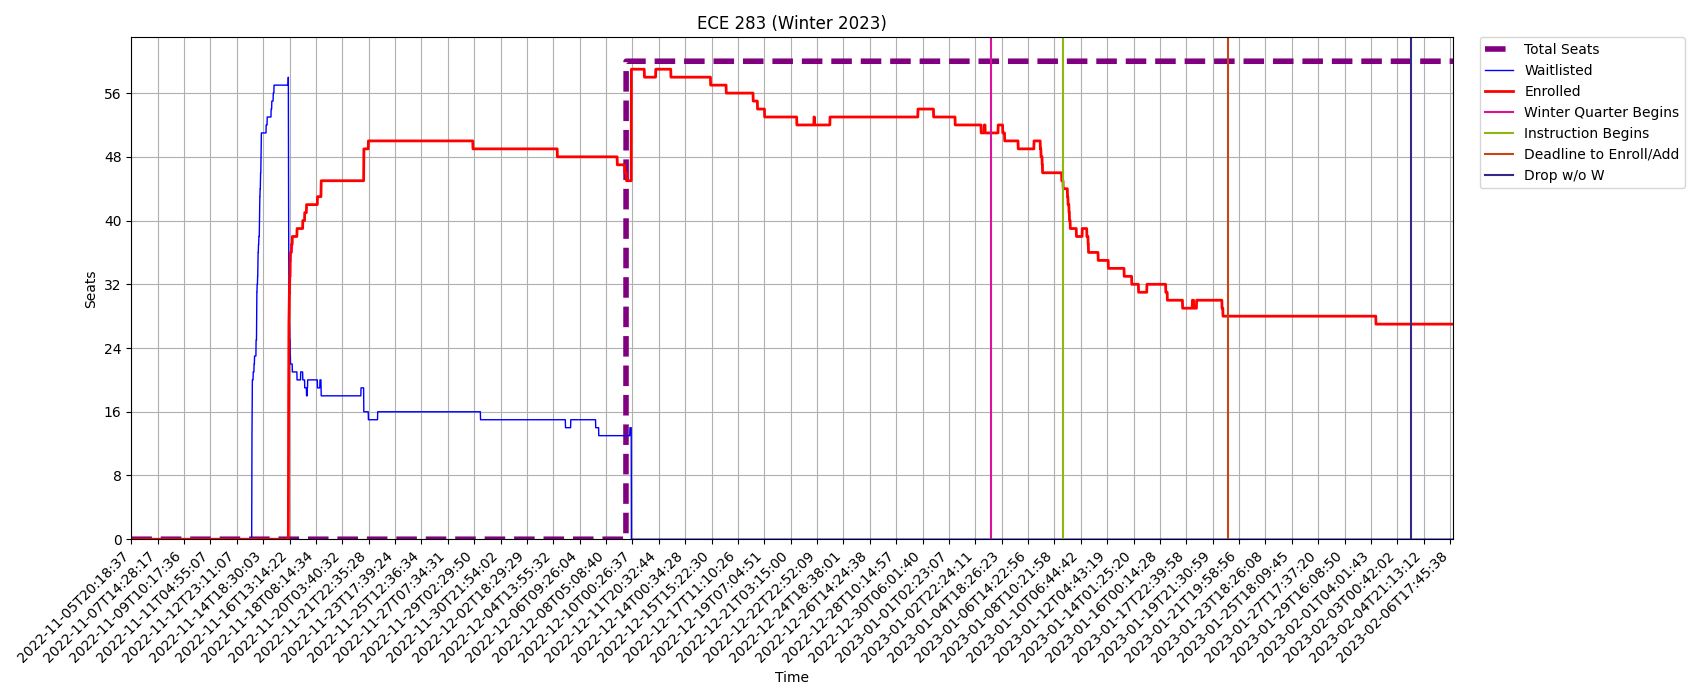 ECE 283 (Winter 2023)
Total Seats
Waitlisted
Enrolled
Winter Quarter Begins
Instruction Begins
Deadline to Enroll/Add
Drop w/o W
Seats
56
48
40
32
24
16
8
0
2022-11-05T20:18:37
2022-11-07T14:28:17
2022-11-09T10:17:36
2022-11-11T04:55:07
2022-11-12T23:11:07
2022-11-14T18:30:03
2022-11-16T13:14:22
2022-11-18T08:14:34
2022-11-20T03:40:32
2022-11-21T22:35:28
2022-11-23T17:39:24
2022-11-25T12:36:34
2022-11-27T07:34:31
2022-11-29T02:29:50
2022-11-30T21:54:02
2022-12-02T18:29:29
2022-12-04T13:55:32
2022-12-06T09:26:04
2022-12-08T05:08:40
2022-12-10T00:26:37
2022-12-11T20:32:44
2022-12-14T00:34:28
2022-12-15T15:22:30
2022-12-17T11:10:26
2022-12-19T07:04:51
2022-12-21T03:15:00
2022-12-22T22:52:09
2022-12-24T18:38:01
2022-12-26T14:24:38
2022-12-28T10:14:57
2022-12-30T06:01:40
2023-01-01T02:23:07
2023-01-02T22:24:11
2023-01-04T18:26:23
2023-01-06T14:22:56
2023-01-08T10:21:58
2023-01-10T06:44:42
2023-01-12T04:43:19
2023-01-14T01:25:20
2023-01-16T00:14:28
2023-01-17T22:39:58
2023-01-19T21:30:59
2023-01-21T19:58:56
2023-01-23T18:26:08
2023-01-25T18:09:45
2023-01-27T17:37:20
2023-01-29T16:08:50
2023-02-01T04:01:43
2023-02-03T00:42:02
2023-02-04T21:13:12
2023-02-06T17:45:38
Time